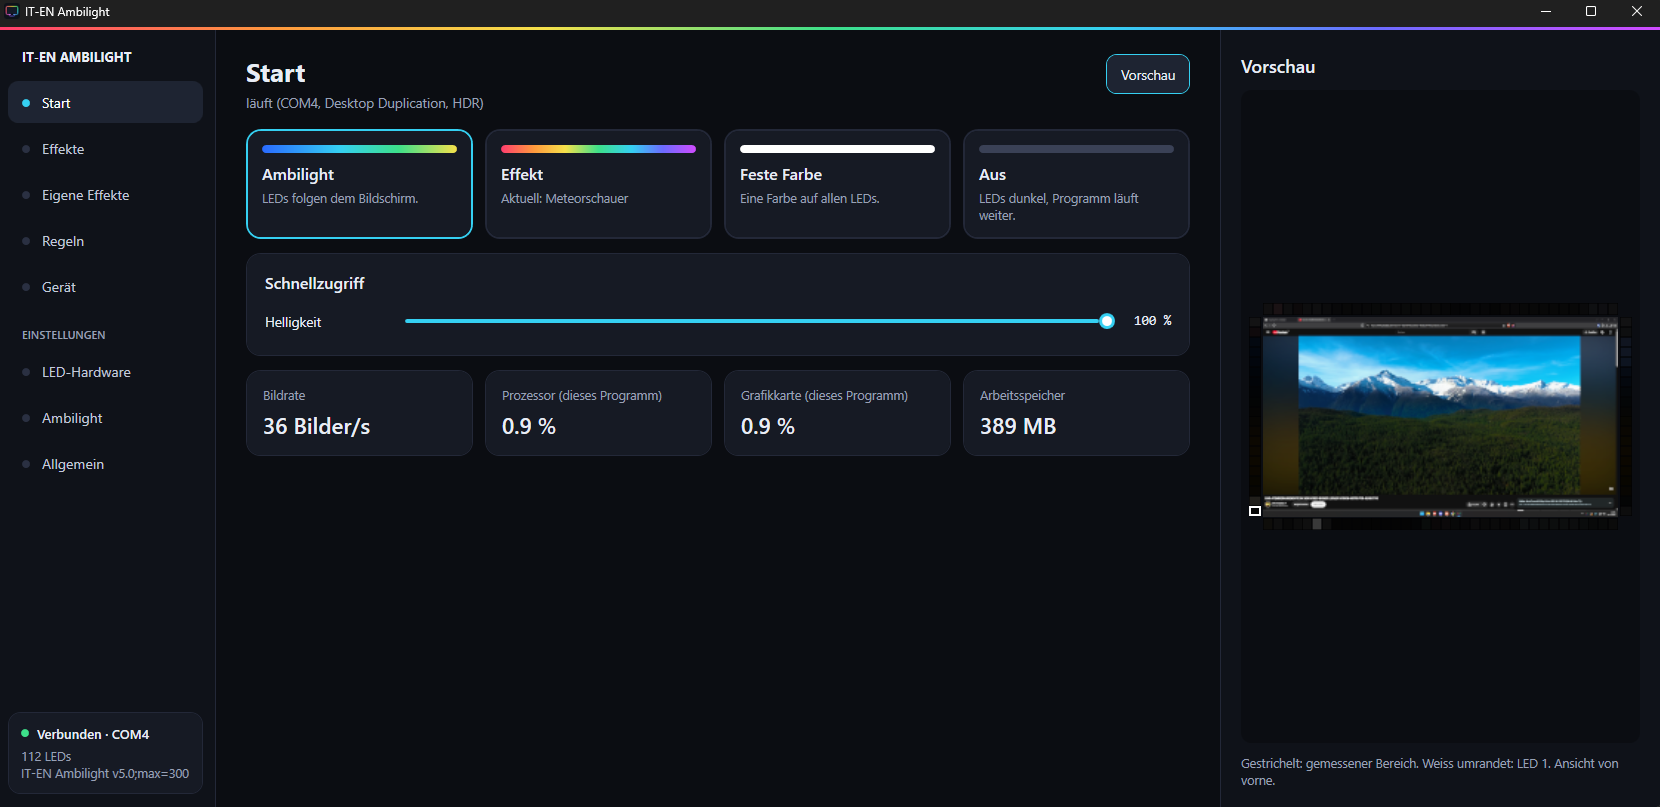 IT-EN Ambilight
IT-EN AMBILIGHT
Start
Effekte
Eigene Effekte
Regeln
Gerät
EINSTELLUNGEN
LED-Hardware
Ambilight
Allgemein
Verbunden · COM4
112 LEDs
IT-EN Ambilight v5.0;max=300
Start
läuft (COM4, Desktop Duplication, HDR)
Vorschau
Ambilight
LEDs folgen dem Bildschirm.
Effekt
Aktuell: Meteorschauer
Feste Farbe
Eine Farbe auf allen LEDs.
Aus
LEDs dunkel, Programm läuft
weiter.
Schnellzugriff
Helligkeit
100 %
Bildrate
36 Bilder/s
Prozessor (dieses Programm)
0.9 %
Grafikkarte (dieses Programm)
0.9 %
Arbeitsspeicher
389 MB
Vorschau
Gestrichelt: gemessener Bereich. Weiss umrandet: LED 1. Ansicht von
vorne.